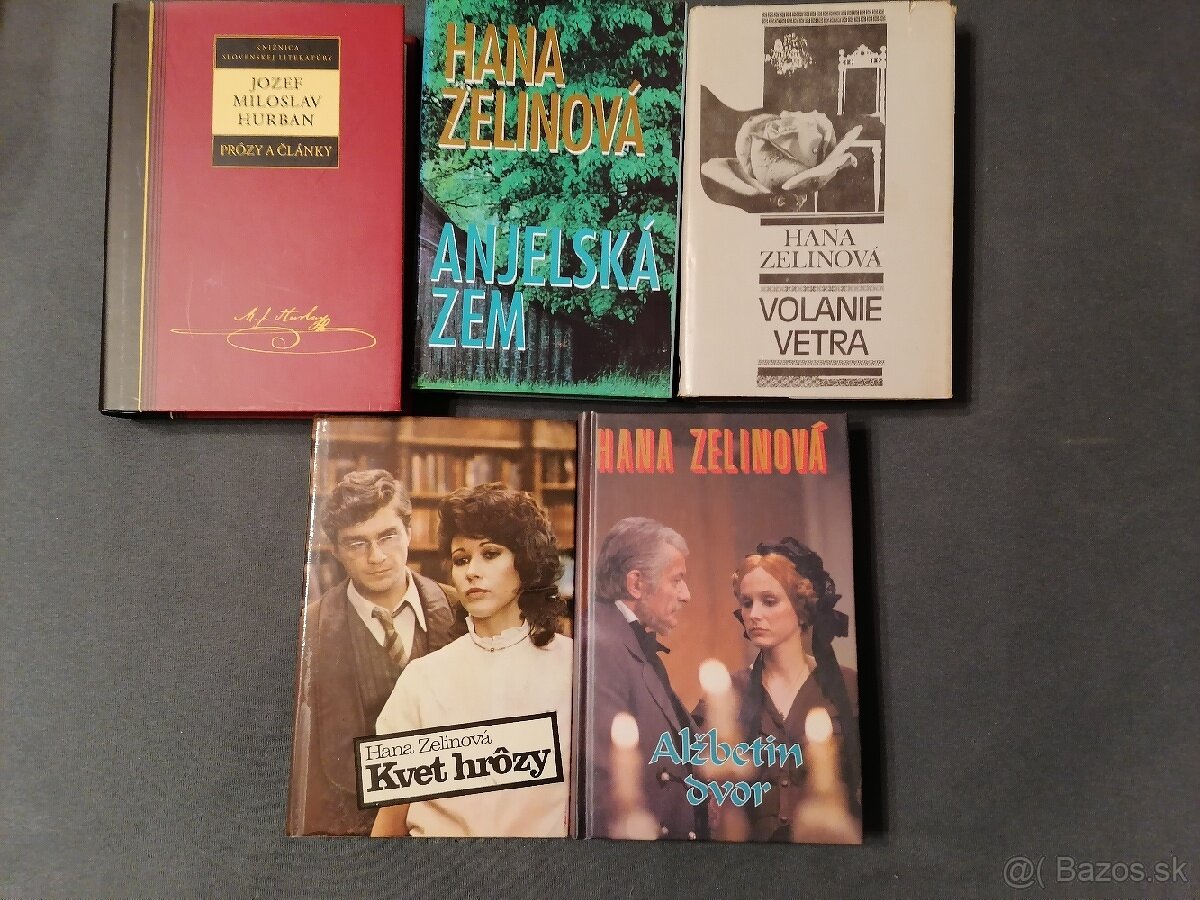 KNIŽNICA
SLOVENSKEJ LITERATÚRY
JOZEF
MILOSLAV
HURBAN
PRÓZY A ČLÁNKY
HANA
ZELINOVÁ
ANJELSKÁ
ZEM
HANA
ZELINOVÁ
VOLANIE
VETRA
Hana Zelinová
Kvet hrôzy
HANA ZELINOVÁ
Alžbetin
dvor
@( Bazos.sk